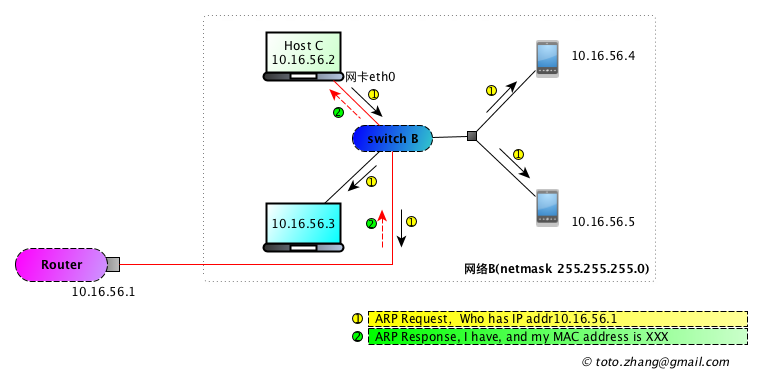 Host C
10.16.56.2
网卡eth0
10.16.56.4
①
①
②
switch B
①
①
10.16.56.3
②
①
10.16.56.5
Router
网络B(netmask 255.255.255.0)
10.16.56.1
① ARP Request, Who has IP addr10.16.56.1
② ARP Response, I have, and my MAC address is XXX
© toto.zhang@gmail.com